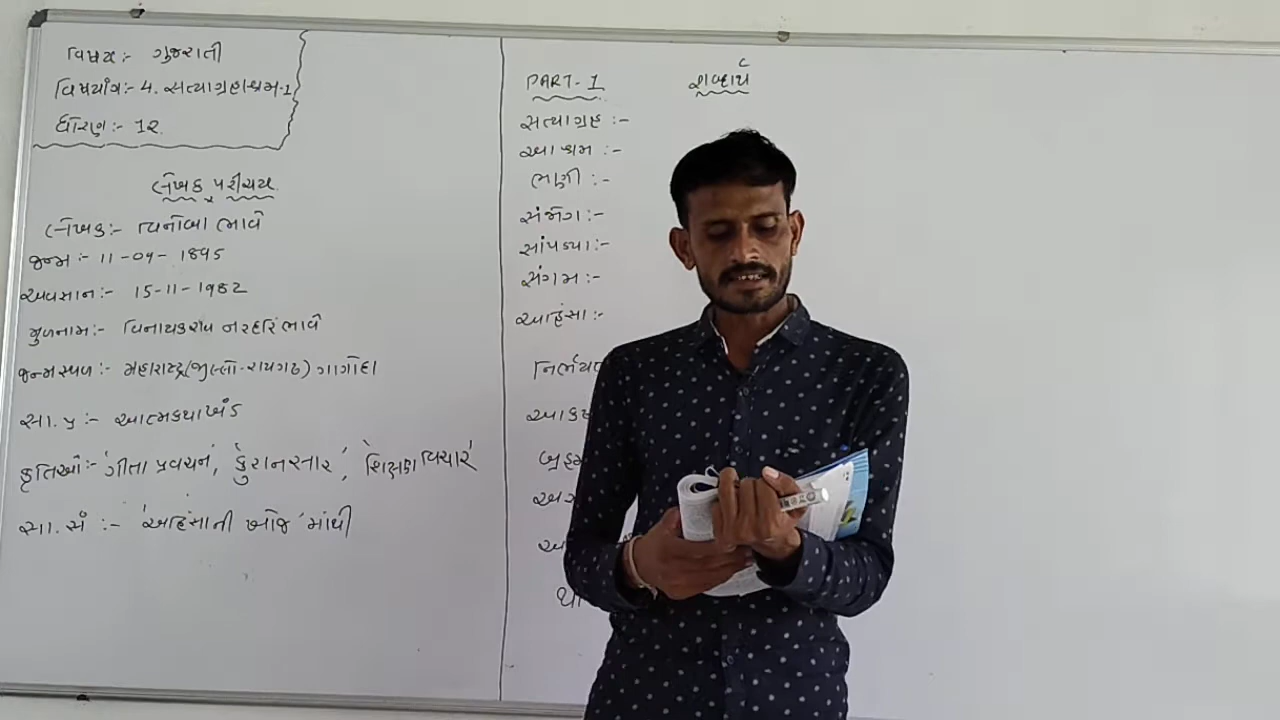 વિષય:- ગુજરાતી
વિષયાંગ:- 4. સત્યાગ્રહાશ્રમ-1
ધોરણ:- 12
લેખક પરીચય
લેખક:- વિનોબા ભાવે
જન્મ:- 11-09-1895
અવસાન:- 15-11-1982
મુળનામ:- વિનાયકરાવ નરહરિ ભાવે
જન્મસ્થળ:- મહારાષ્ટ્ર(જીલ્લો-રાયગઢ) ગાગોદા
સા. પ્ર:- આત્મકથાખંડ
કૃતિઓ:- 'ગીતા પ્રવચન', 'કુરાનસાર', 'શિક્ષણ વિચાર'
સા. સં :- 'અહિંસાની ખોજ' માંથી
PART-1 શબ્દાર્થ
સત્યાગ્રહ :-
આશ્રમ :-
ભણી :-
સંજોગ :-
સાંપડ્યા :-
સંગમ :-
અહિંસા :-